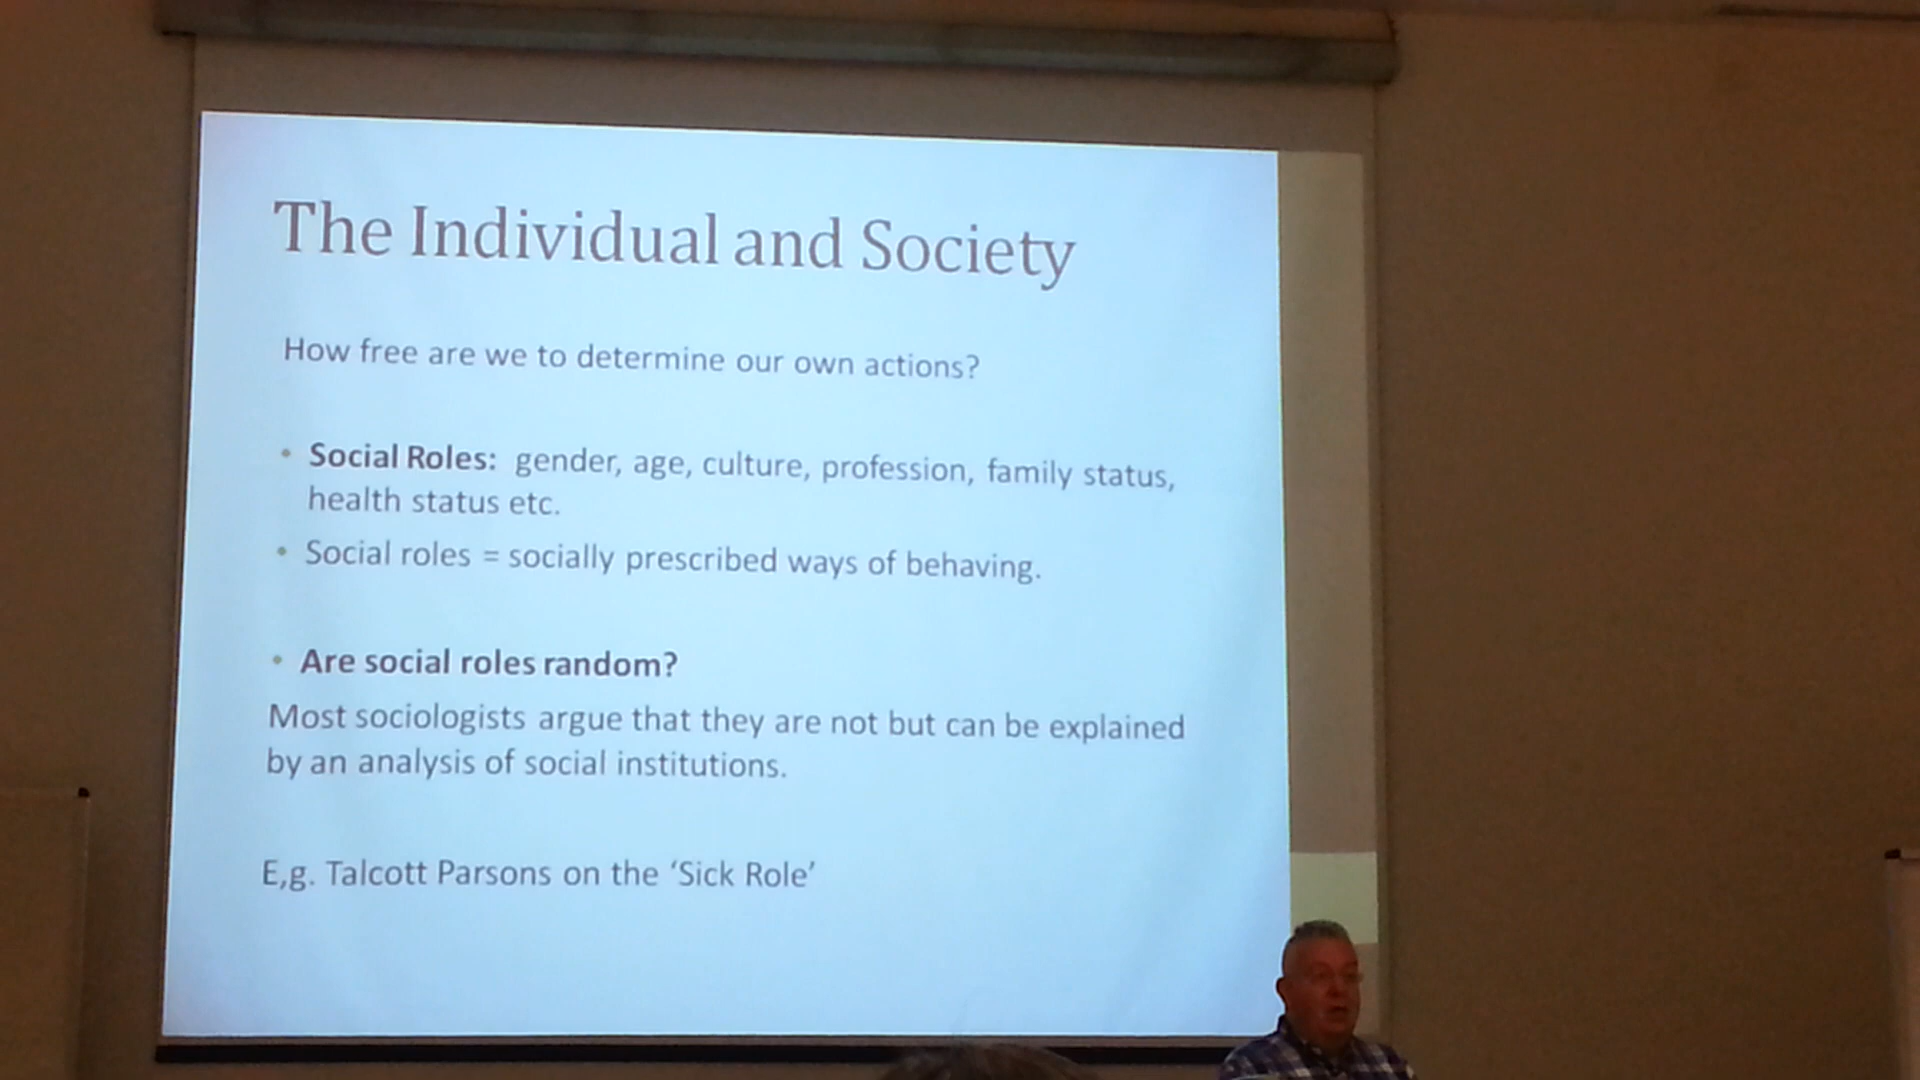 The Individual and Society
How free are we to determine our own actions?
• Social Roles: gender, age, culture, profession, family status,
health status etc.
• Social roles = socially prescribed ways of behaving.
• Are social roles random?
Most sociologists argue that they are not but can be explained
by an analysis of social institutions.
E,g. Talcott Parsons on the ‘Sick Role’